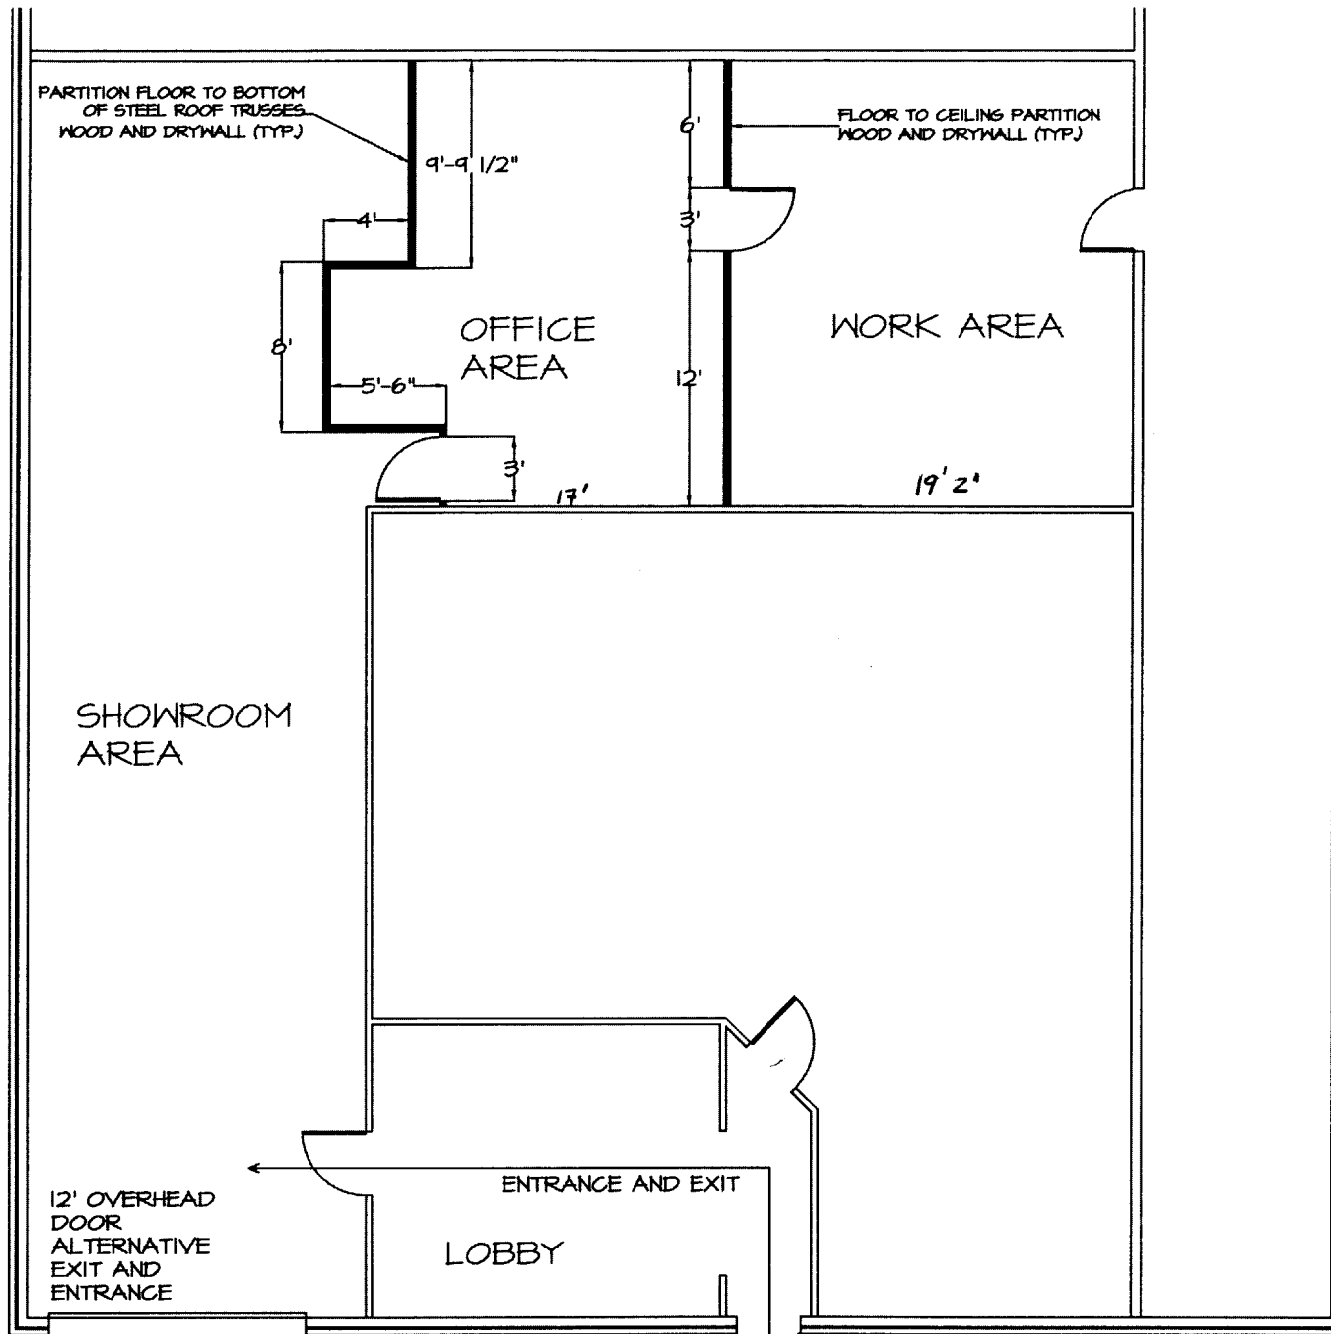 PARTITION FLOOR TO BOTTOM
OF STEEL ROOF TRUSSES
WOOD AND DRYWALL (TYP.)
FLOOR TO CEILING PARTITION
WOOD AND DRYWALL (TYP.)
6'
9'-9 1/2"
4'
3'
OFFICE
AREA
WORK AREA
8'
5'-6"
12'
3'
17'
19' 2"
SHOWROOM
AREA
ENTRANCE AND EXIT
12' OVERHEAD
DOOR
ALTERNATIVE
EXIT AND
ENTRANCE
LOBBY